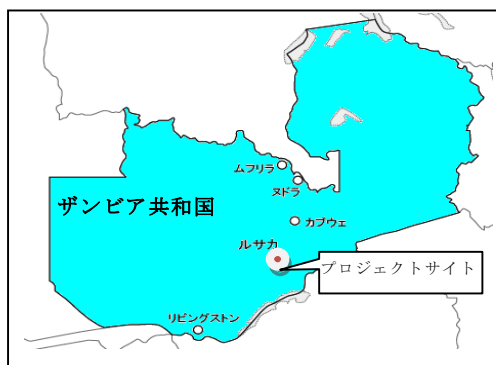 ムフリラ
ヌドラ
ザンビア共和国
カブウェ
ルサカ
プロジェクトサイト
リビングストン